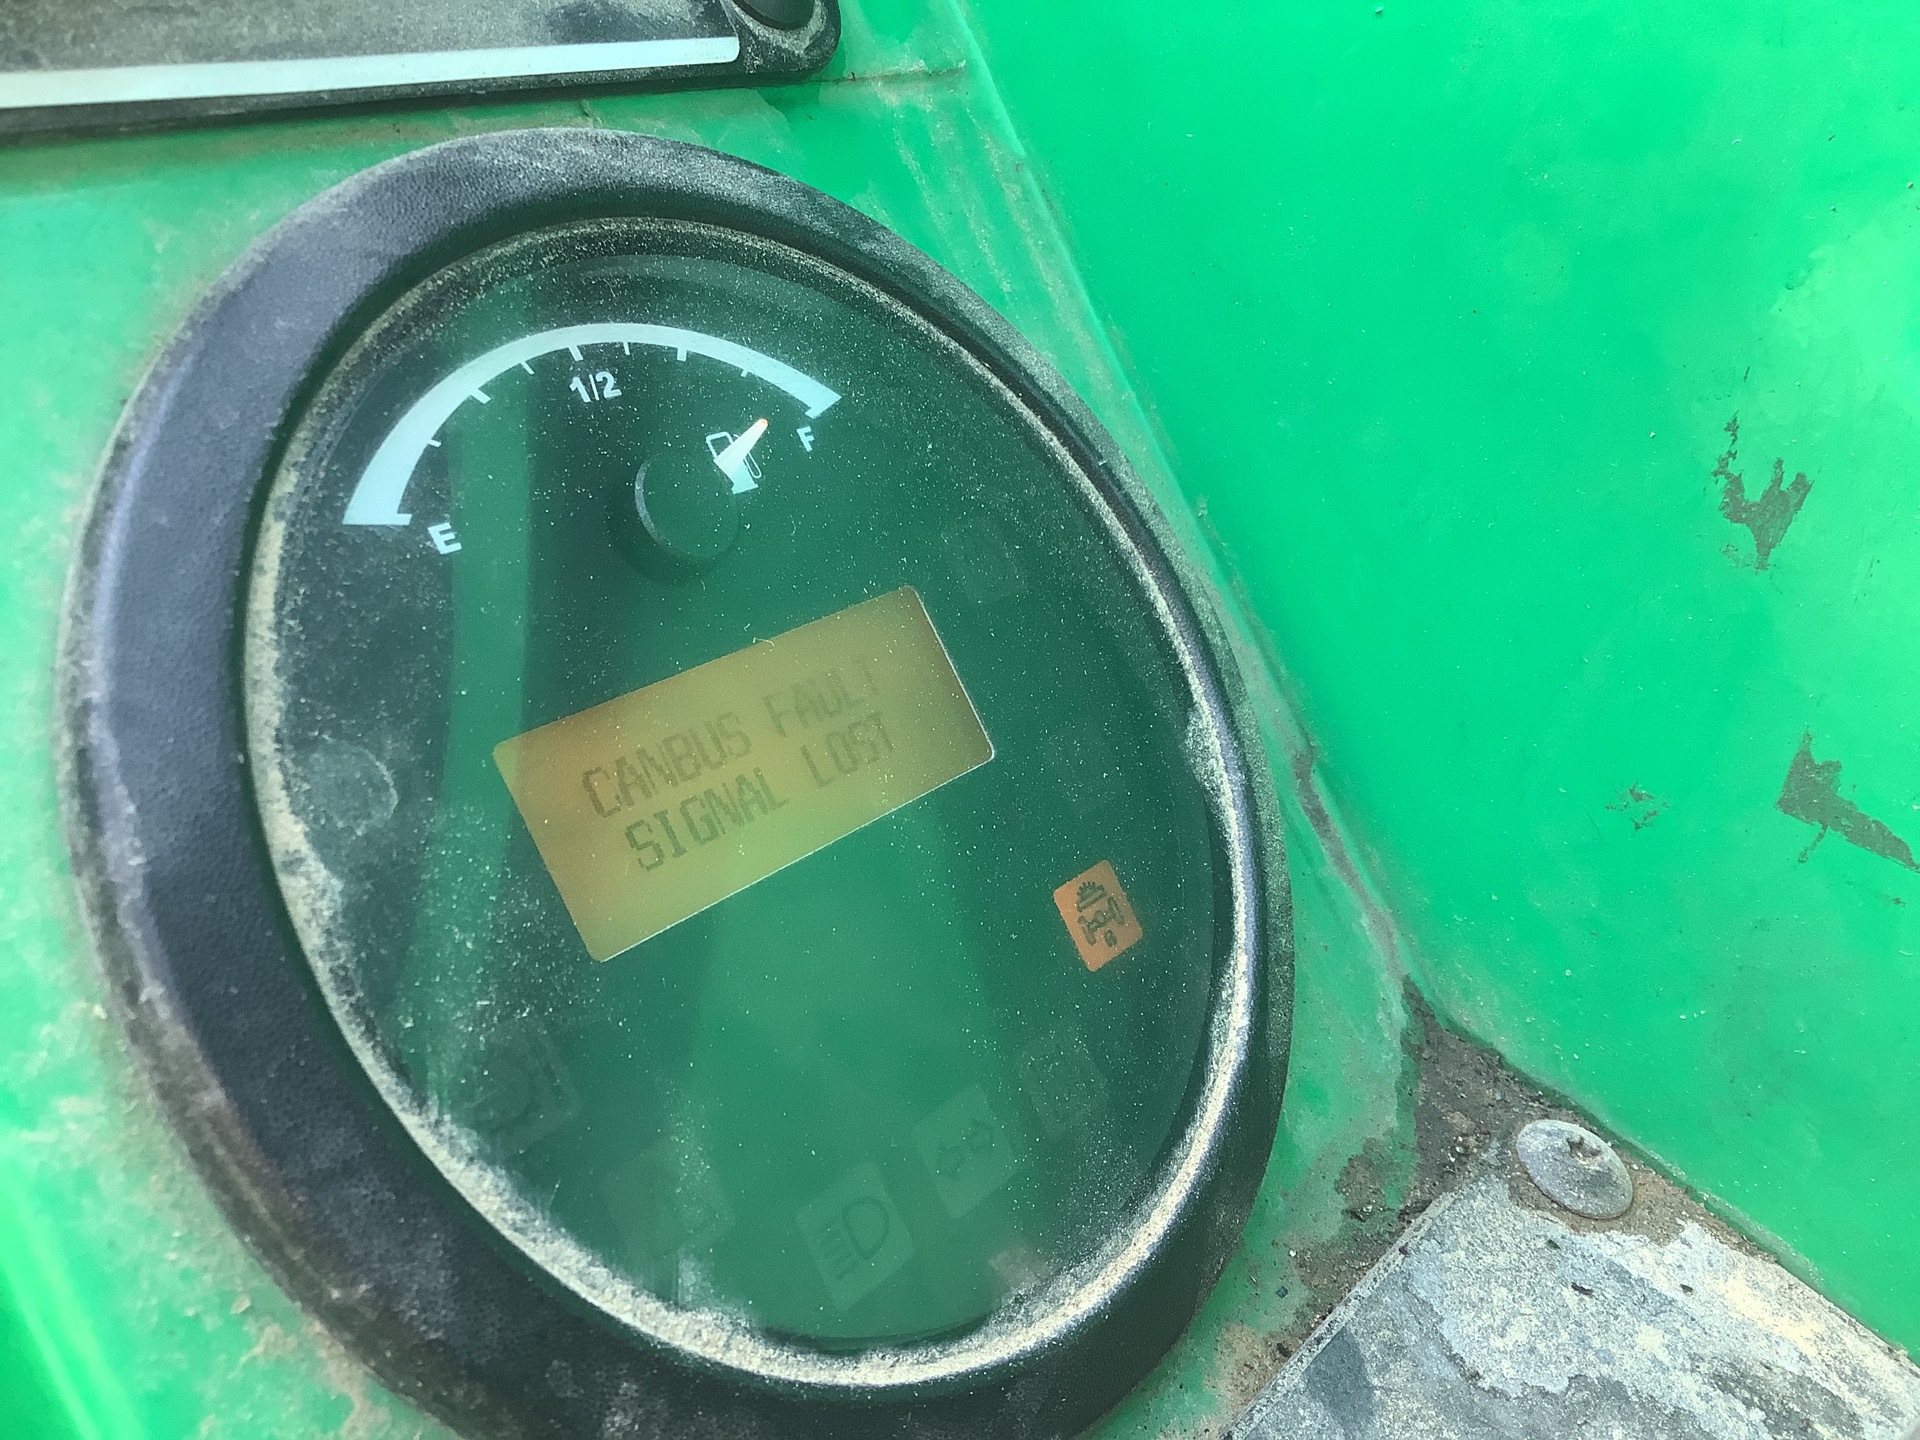 1/2
F
E
CANBUS FAULT
SIGNAL LOST